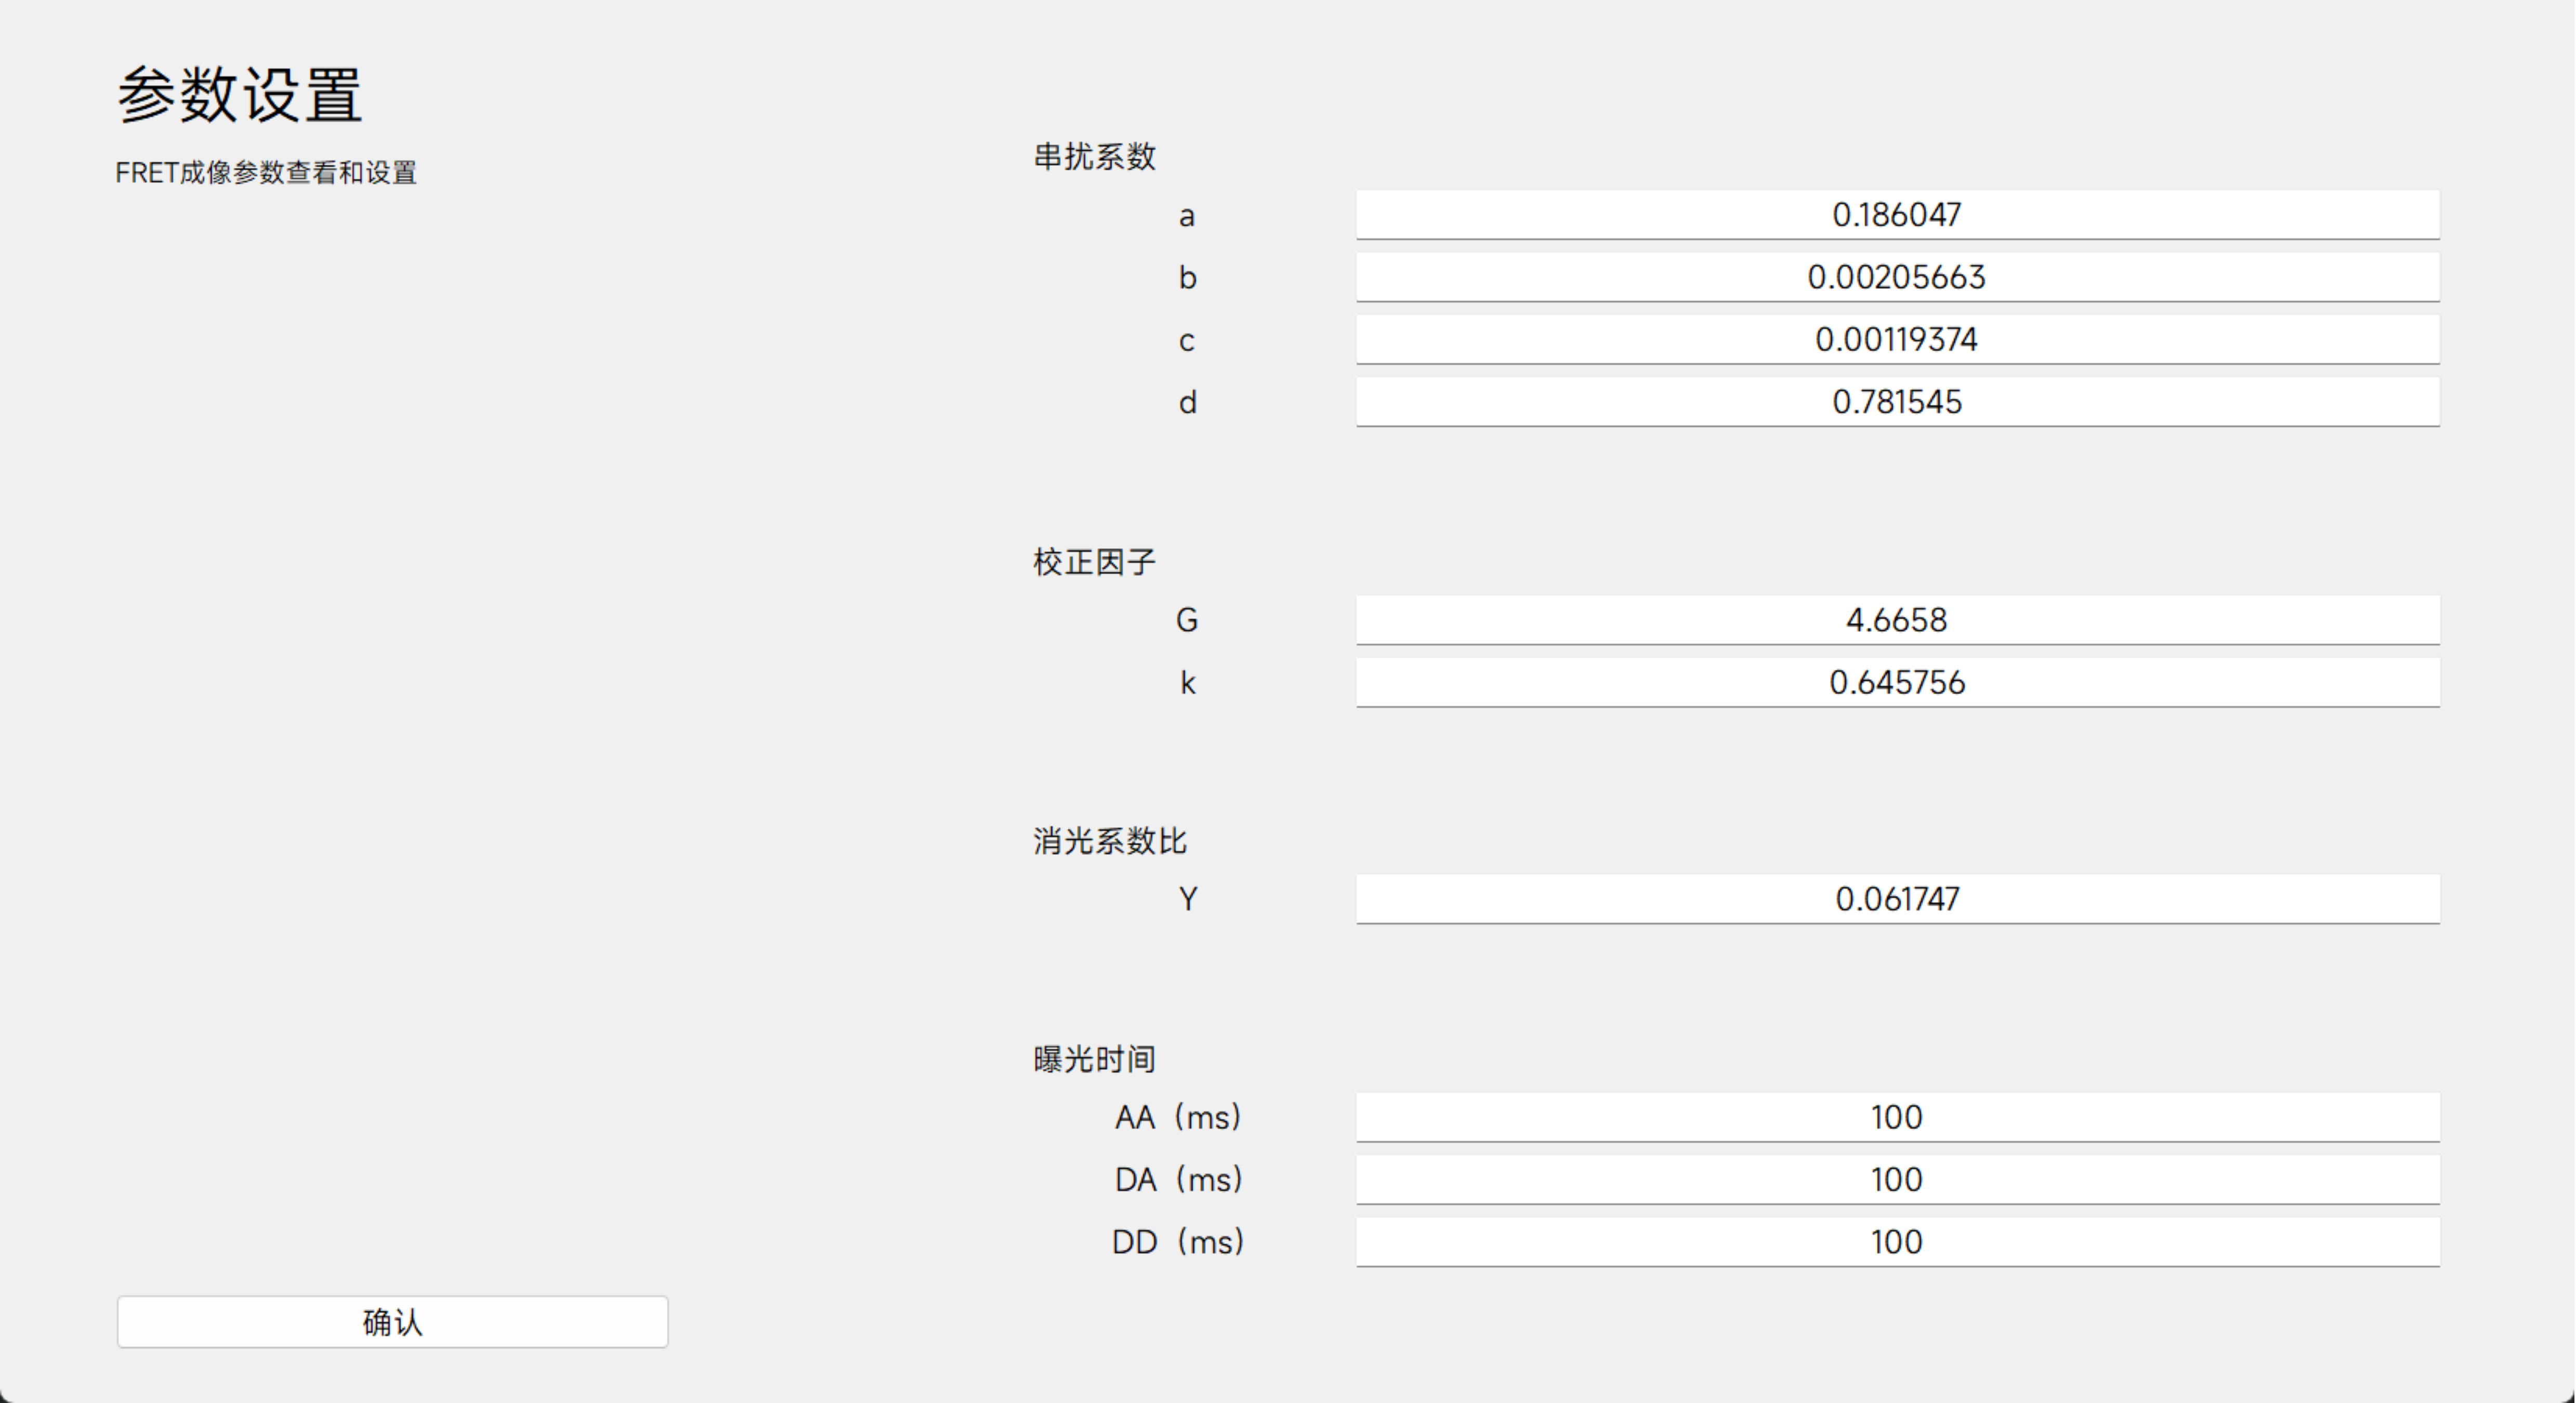 参数设置
FRET成像参数查看和设置
串扰系数
a 0.186047
b 0.00205663
c 0.00119374
d 0.781545
校正因子
G 4.6658
k 0.645756
消光系数比
Y 0.061747
曝光时间
AA（ms） 100
DA（ms） 100
DD（ms） 100
确认